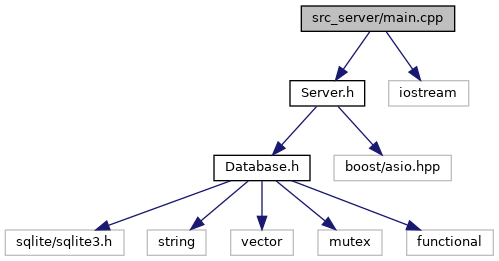 src_server/main.cpp
Server.h
iostream
Database.h
boost/asio.hpp
sqlite/sqlite3.h
string
vector
mutex
functional